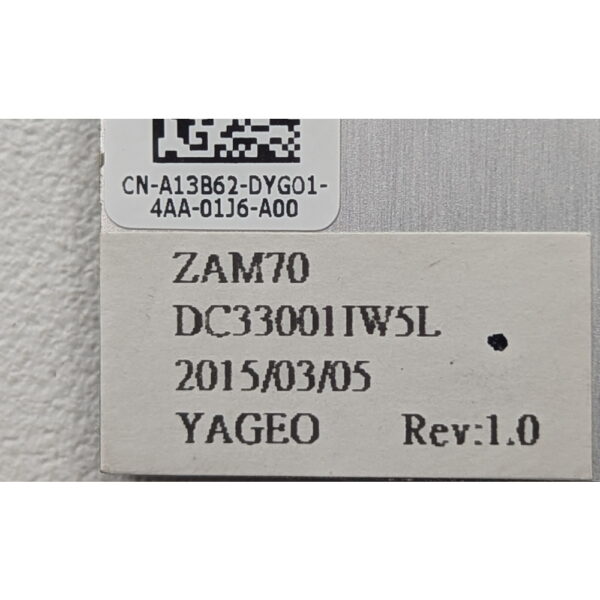 CN-A13B62-DYG01-
4AA-01J6-A00
ZAM70
DC33001IW5L
2015/03/05
YAGEO Rev:1.0